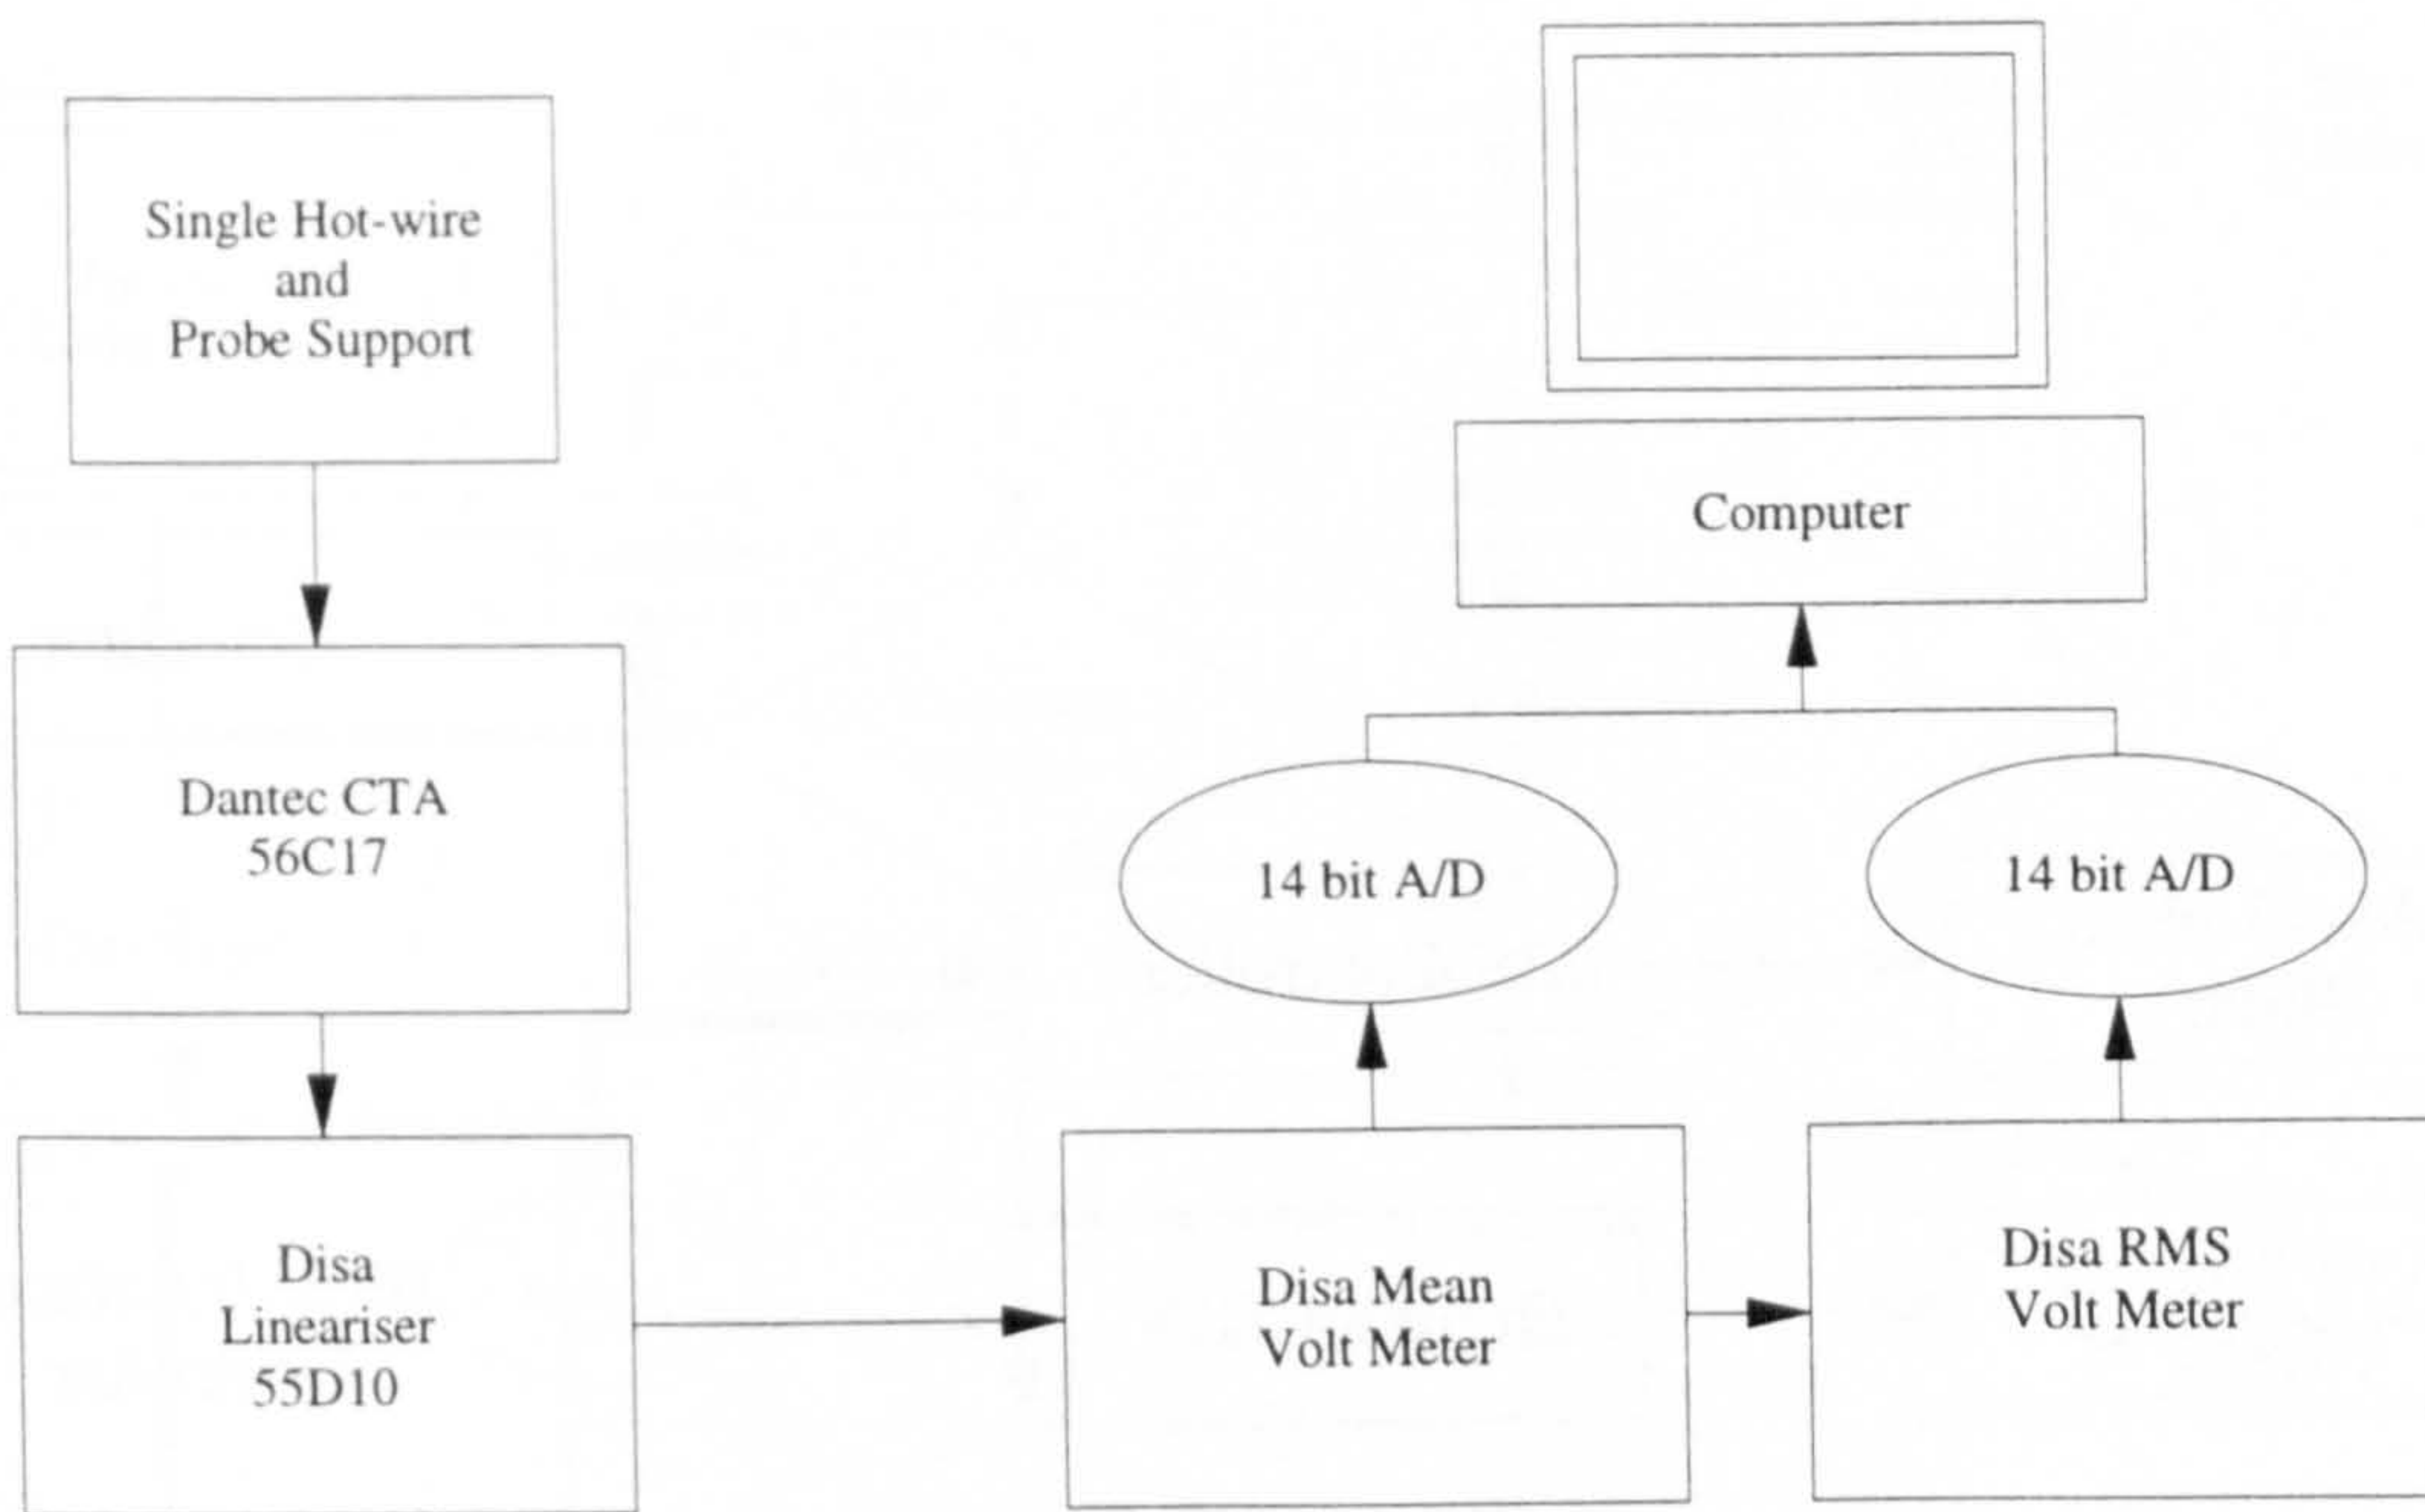 Single Hot-wire
and
Probe Support
Dantec CTA
56C17
Disa
Lineariser
55D10
Disa Mean
Volt Meter
Disa RMS
Volt Meter
14 bit A/D
14 bit A/D
Computer